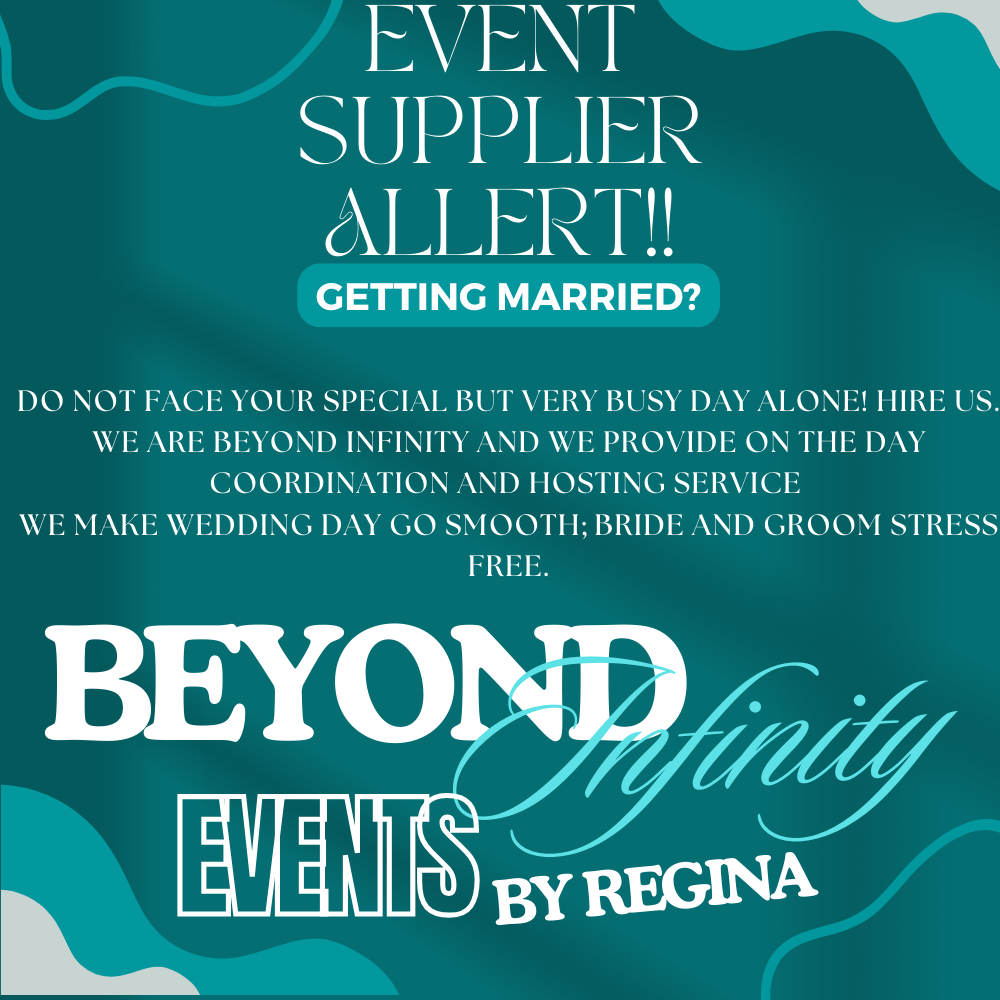 EVENT
SUPPLIER
ALLERT!!
GETTING MARRIED?
DO NOT FACE YOUR SPECIAL BUT VERY BUSY DAY ALONE! HIRE US.
WE ARE BEYOND INFINITY AND WE PROVIDE ON THE DAY
COORDINATION AND HOSTING SERVICE
WE MAKE WEDDING DAY GO SMOOTH; BRIDE AND GROOM STRESS
FREE.
BEYOND
Infinity
EVENTS
BY REGINA